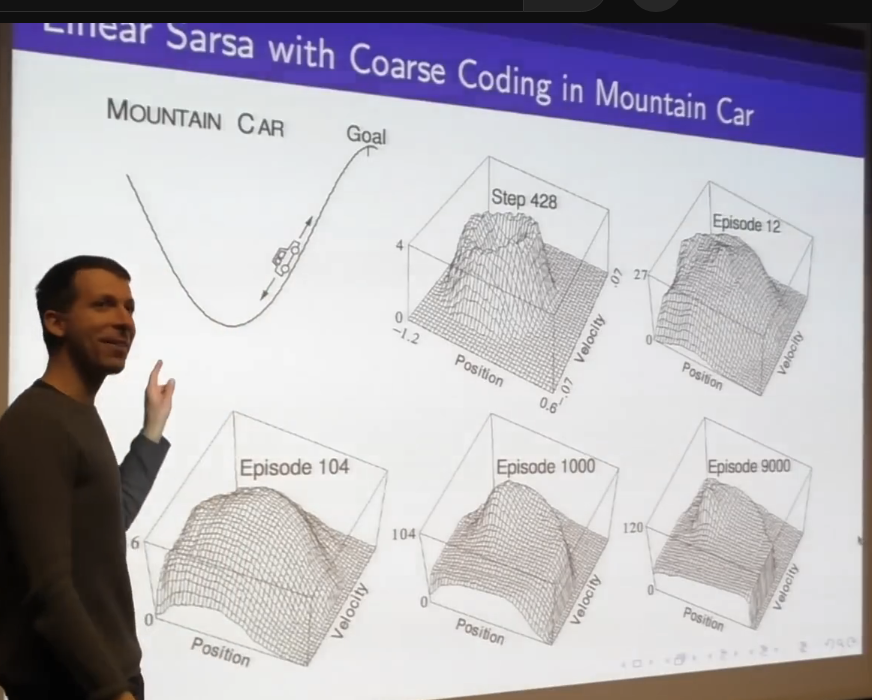 Linear Sarsa with Coarse Coding in Mountain Car
MOUNTAIN CAR
Goal
Step 428
4
0
-1.2
Position
0.6
-.07
Velocity
.07
Episode 12
27
0
Position
Velocity
Episode 104
6
0
Position
Velocity
Episode 1000
104
0
Position
Velocity
Episode 9000
120
0
Position
Velocity